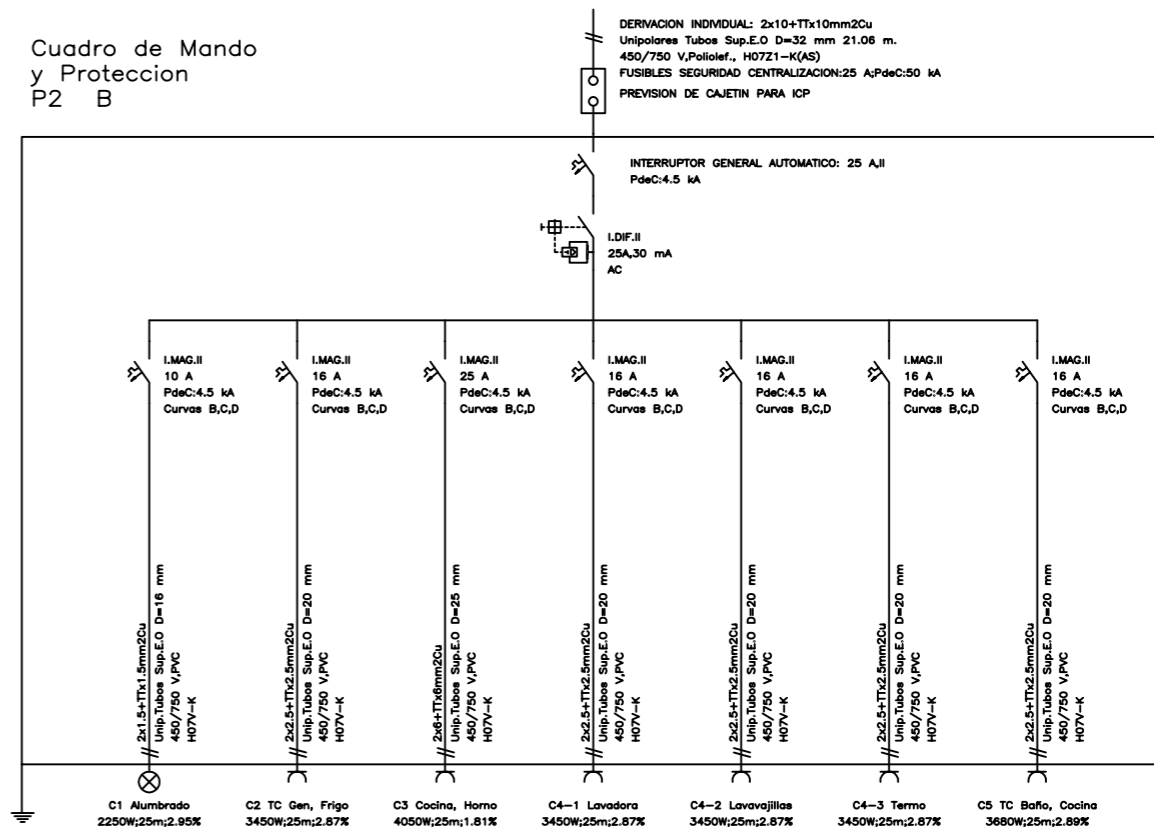 Cuadro de Mando
y Proteccion
P2 B
DERIVACION INDIVIDUAL: 2x10+TTx10mm2Cu
Unipolares Tubos Sup.E.O D=32 mm 21.06 m.
450/750 V,Poliolef., H07Z1-K(AS)
FUSIBLES SEGURIDAD CENTRALIZACION:25 A;PdeC:50 kA
PREVISION DE CAJETIN PARA ICP
INTERRUPTOR GENERAL AUTOMATICO: 25 A,II
PdeC:4.5 kA
I.DIF.II
25A,30 mA
AC
I.MAG.II
10 A
PdeC:4.5 kA
Curvas B,C,D
I.MAG.II
16 A
PdeC:4.5 kA
Curvas B,C,D
I.MAG.II
25 A
PdeC:4.5 kA
Curvas B,C,D
I.MAG.II
16 A
PdeC:4.5 kA
Curvas B,C,D
I.MAG.II
16 A
PdeC:4.5 kA
Curvas B,C,D
I.MAG.II
16 A
PdeC:4.5 kA
Curvas B,C,D
I.MAG.II
16 A
PdeC:4.5 kA
Curvas B,C,D
2x1.5+TTx1.5mm2Cu
Unip.Tubos Sup.E.O D=16 mm
450/750 V,PVC
H07V-K
2x2.5+TTx2.5mm2Cu
Unip.Tubos Sup.E.O D=20 mm
450/750 V,PVC
H07V-K
2x6+TTx6mm2Cu
Unip.Tubos Sup.E.O D=25 mm
450/750 V,PVC
H07V-K
2x2.5+TTx2.5mm2Cu
Unip.Tubos Sup.E.O D=20 mm
450/750 V,PVC
H07V-K
2x2.5+TTx2.5mm2Cu
Unip.Tubos Sup.E.O D=20 mm
450/750 V,PVC
H07V-K
2x2.5+TTx2.5mm2Cu
Unip.Tubos Sup.E.O D=20 mm
450/750 V,PVC
H07V-K
2x2.5+TTx2.5mm2Cu
Unip.Tubos Sup.E.O D=20 mm
450/750 V,PVC
H07V-K
C1 Alumbrado
2250W;25m;2.95%
C2 TC Gen, Frigo
3450W;25m;2.87%
C3 Cocina, Horno
4050W;25m;1.81%
C4-1 Lavadora
3450W;25m;2.87%
C4-2 Lavavajillas
3450W;25m;2.87%
C4-3 Termo
3450W;25m;2.87%
C5 TC Baño, Cocina
3680W;25m;2.89%